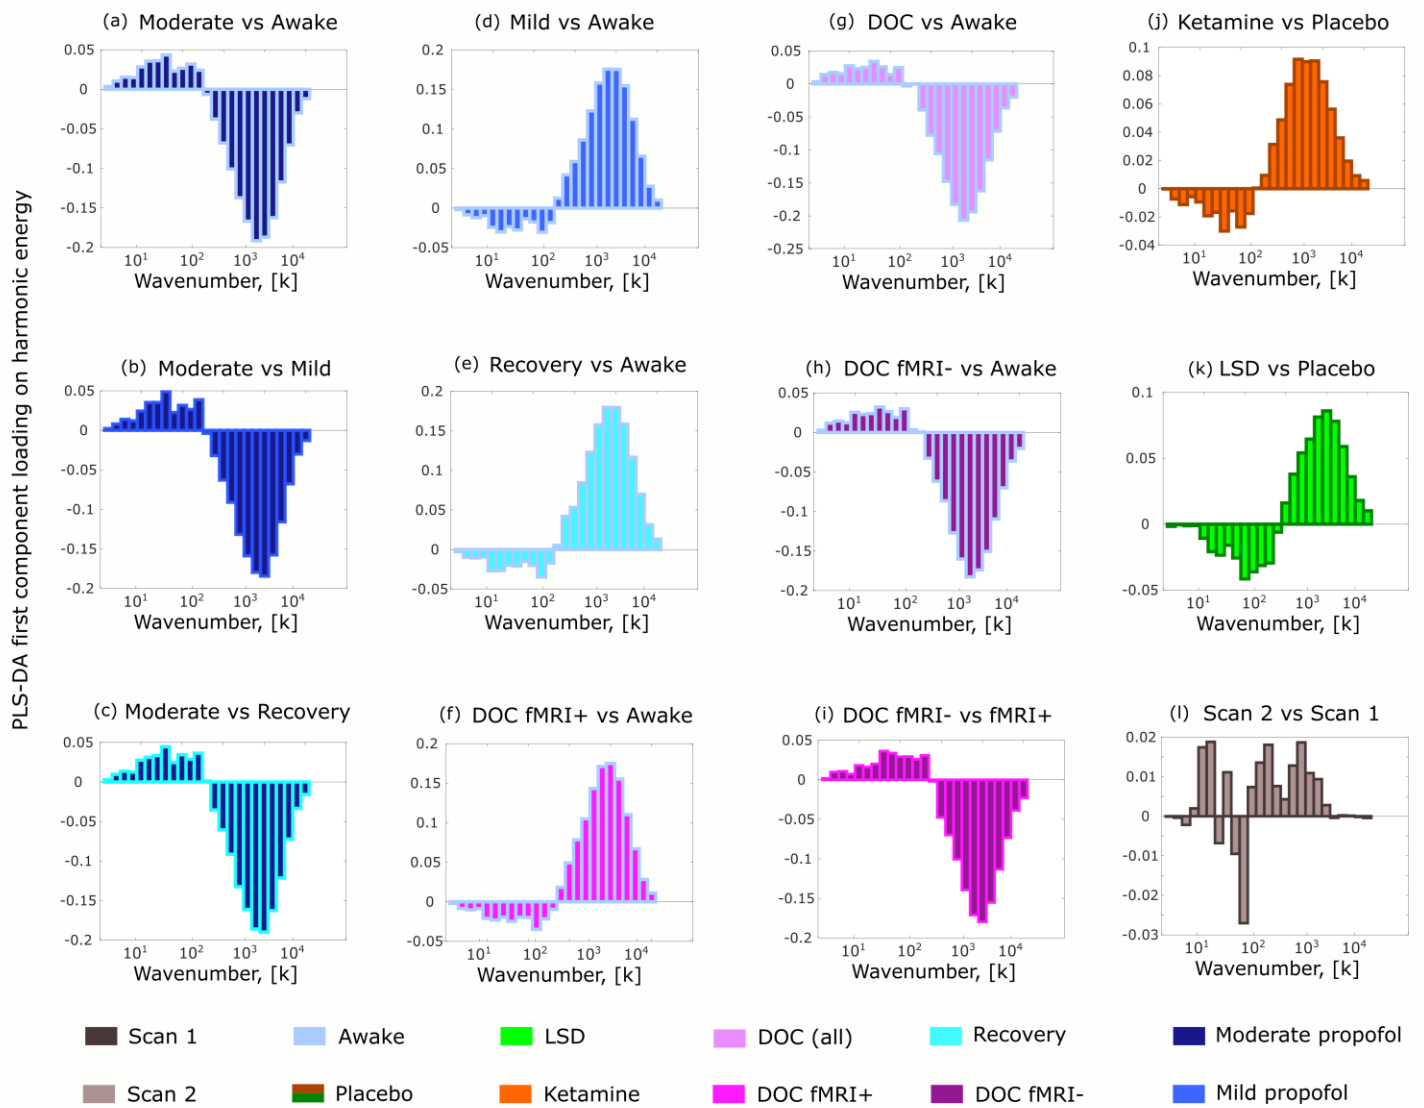 PLS-DA first component loading on harmonic energy
(a) Moderate vs Awake
0.05
0
-0.05
-0.1
-0.15
-0.2
10¹ 10² 10³ 10⁴
Wavenumber, [k]
(d) Mild vs Awake
0.2
0.15
0.1
0.05
0
-0.05
10¹ 10² 10³ 10⁴
Wavenumber, [k]
(g) DOC vs Awake
0.05
0
-0.05
-0.1
-0.15
-0.2
-0.25
10¹ 10² 10³ 10⁴
Wavenumber, [k]
(j) Ketamine vs Placebo
0.1
0.08
0.06
0.04
0.02
0
-0.02
-0.04
10¹ 10² 10³ 10⁴
Wavenumber, [k]
(b) Moderate vs Mild
0.05
0
-0.05
-0.1
-0.15
-0.2
10¹ 10² 10³ 10⁴
Wavenumber, [k]
(e) Recovery vs Awake
0.2
0.15
0.1
0.05
0
-0.05
10¹ 10² 10³ 10⁴
Wavenumber, [k]
(h) DOC fMRI- vs Awake
0.05
0
-0.05
-0.1
-0.15
-0.2
10¹ 10² 10³ 10⁴
Wavenumber, [k]
(k) LSD vs Placebo
0.1
0.05
0
-0.05
10¹ 10² 10³ 10⁴
Wavenumber, [k]
(c) Moderate vs Recovery
0.05
0
-0.05
-0.1
-0.15
-0.2
10¹ 10² 10³ 10⁴
Wavenumber, [k]
(f) DOC fMRI+ vs Awake
0.2
0.15
0.1
0.05
0
-0.05
10¹ 10² 10³ 10⁴
Wavenumber, [k]
(i) DOC fMRI- vs fMRI+
0.05
0
-0.05
-0.1
-0.15
-0.2
10¹ 10² 10³ 10⁴
Wavenumber, [k]
(l) Scan 2 vs Scan 1
0.02
0.01
0
-0.01
-0.02
-0.03
10¹ 10² 10³ 10⁴
Wavenumber, [k]
Scan 1 Awake LSD DOC (all) Recovery Moderate propofol
Scan 2 Placebo Ketamine DOC fMRI+ DOC fMRI- Mild propofol